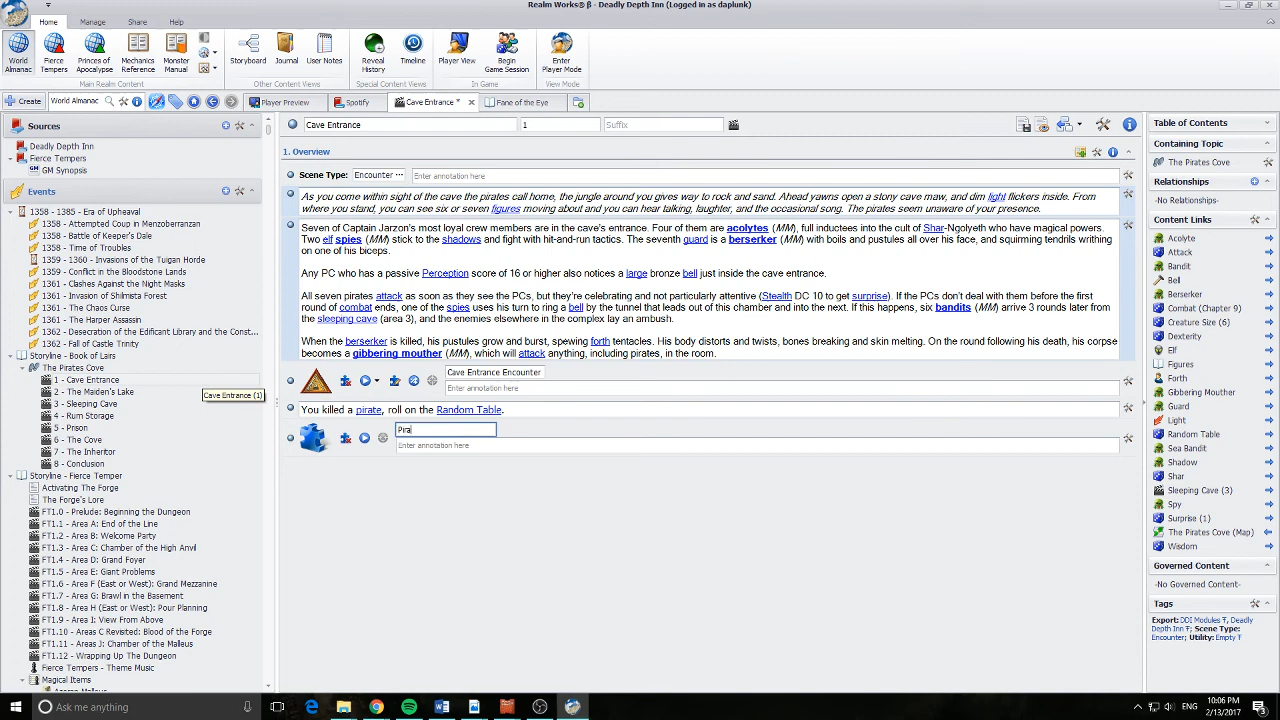 Realm Works® β - Deadly Depth Inn (Logged in as daplunk)
Home Manage Share Help
World Almanac
Fierce Tempers
Princes of Apocalypse
Mechanics Reference
Monster Manual
Storyboard
Journal
User Notes
Reveal History
Timeline
Player View
Begin Game Session
Enter Player Mode
Main Realm Content
Other Content Views
Special Content Views
In Game
View Mode
Create
World Almanac
Player Preview
Spotify
Cave Entrance *
Fane of the Eye
Sources
Deadly Depth Inn
Fierce Tempers
GM Synopsis
Events
1358 - 1385 - Era of Upheaval
1358 - Attempted Coup in Menzoberranzan
1358 - Battle of Keeper's Dale
1358 - Time of Troubles
1359 - 1360 - Invasions of the Tuigan Horde
1359 - Conflict in the Bloodstone Lands
1361 - Clashes Against the Night Masks
1361 - Invasion of Shilmista Forest
1361 - The Chaos Curse
1361 - The Harper Assassin
1362 - Desecration of the Edificant Library and the Const...
1362 - Fall of Castle Trinity
Storyline - Book of Lairs
The Pirates Cove
1 - Cave Entrance
2 - The Maiden's Lake
Cave Entrance (1)
3 - Sleeping Cave
4 - Rum Storage
5 - Prison
6 - The Cove
7 - The Inheritor
8 - Conclusion
Storyline - Fierce Temper
Activating The Forge
The Forge's Lore
FT1.0 - Prelude: Beginning the Dungeon
FT1.1 - Area A: End of the Line
FT1.2 - Area B: Welcome Party
FT1.3 - Area C: Chamber of the High Anvil
FT1.4 - Area D: Grand Foyer
FT1.5 - Area E: Giant Problems
FT1.6 - Area F (East or West): Grand Mezzanine
FT1.7 - Area G: Brawl in the Basement
FT1.8 - Area H (East or West): Pour Planning
FT1.9 - Area I: View From Above
FT1.10 - Areas C Revisited: Blood of the Forge
FT1.11 - Areas J: Chamber of the Malleus
FT1.12 - Wrapping Up The Dungeon
Fierce Tempers - Theme Music
Magical Items
Cave Entrance 1 Suffix
1. Overview
Scene Type: Encounter ··· Enter annotation here
As you come within sight of the cave the pirates call home, the jungle around you gives way to rock and sand. Ahead yawns open a stony cave maw, and dim light flickers inside. From
where you stand, you can see six or seven figures moving about and you can hear talking, laughter, and the occasional song. The pirates seem unaware of your presence.
Seven of Captain Jarzon's most loyal crew members are in the cave's entrance. Four of them are acolytes (MM), full inductees into the cult of Shar-Ngolyeth who have magical powers.
Two elf spies (MM) stick to the shadows and fight with hit-and-run tactics. The seventh guard is a berserker (MM) with boils and pustules all over his face, and squirming tendrils writhing
on one of his biceps.
Any PC who has a passive Perception score of 16 or higher also notices a large bronze bell just inside the cave entrance.
All seven pirates attack as soon as they see the PCs, but they're celebrating and not particularly attentive (Stealth DC 10 to get surprise). If the PCs don't deal with them before the first
round of combat ends, one of the spies uses his turn to ring a bell by the tunnel that leads out of this chamber and into the next. If this happens, six bandits (MM) arrive 3 rounds later from
the sleeping cave (area 3), and the enemies elsewhere in the complex lay an ambush.
When the berserker is killed, his pustules grow and burst, spewing forth tentacles. His body distorts and twists, bones breaking and skin melting. On the round following his death, his corpse
becomes a gibbering mouther (MM), which will attack anything, including pirates, in the room.
Cave Entrance Encounter
Enter annotation here
You killed a pirate, roll on the Random Table.
Pira
Enter annotation here
Table of Contents
Containing Topic
The Pirates Cove
Relationships
-No Relationships-
Content Links
Acolyte
Attack
Bandit
Bell
Berserker
Combat (Chapter 9)
Creature Size (6)
Dexterity
Elf
Figures
Forth
Gibbering Mouther
Guard
Light
Random Table
Sea Bandit
Shadow
Shar
Sleeping Cave (3)
Spy
Surprise (1)
The Pirates Cove (Map)
Wisdom
Governed Content
-No Governed Content-
Tags
Export: DDI Modules Ŧ, Deadly
Depth Inn Ŧ; Scene Type:
Encounter; Utility: Empty Ŧ
Ask me anything
ENG
10:06 PM
2/13/2017